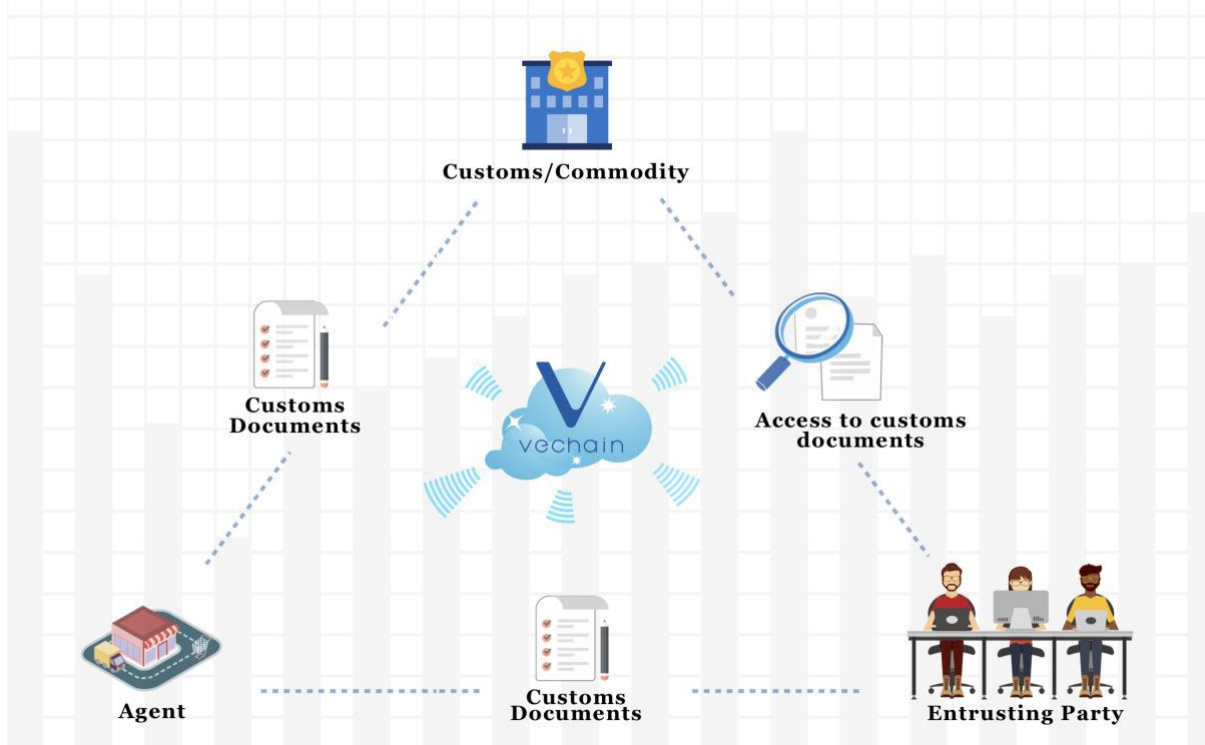 Customs/Commodity
Customs
Documents
Access to customs
documents
vechain
Agent
Customs
Documents
Entrusting Party